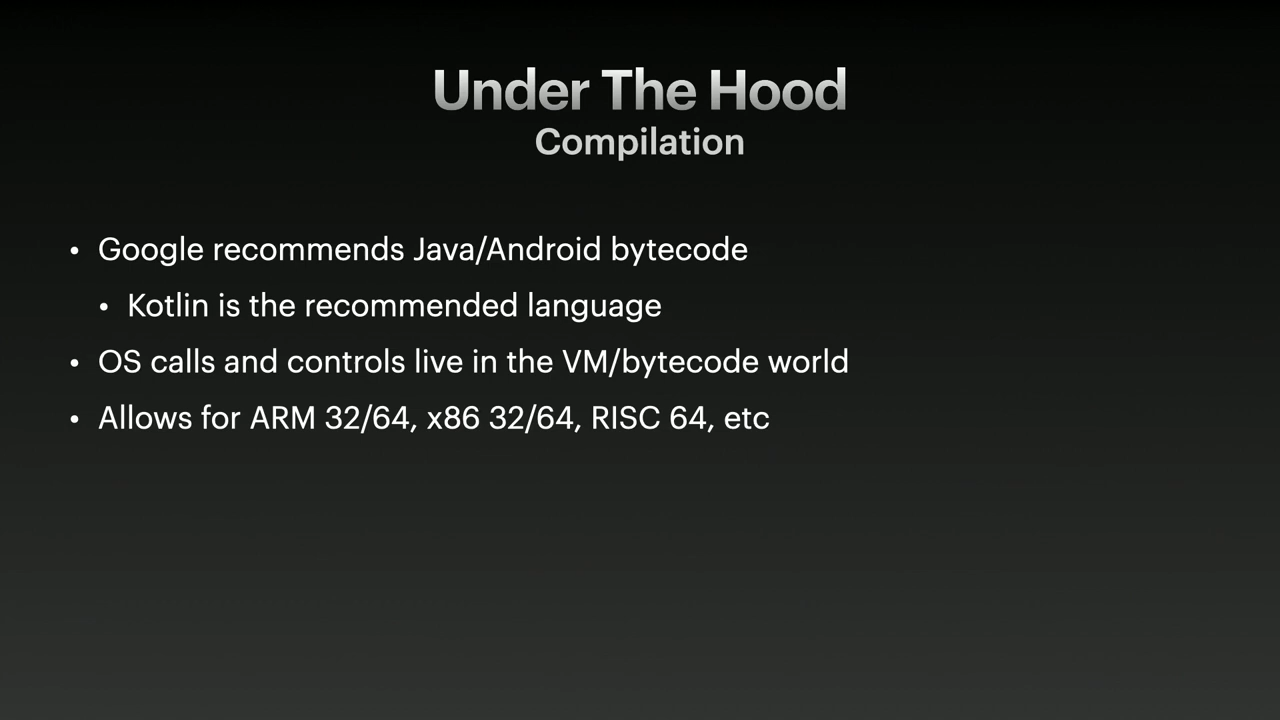 Under The Hood
Compilation
• Google recommends Java/Android bytecode
• Kotlin is the recommended language
• OS calls and controls live in the VM/bytecode world
• Allows for ARM 32/64, x86 32/64, RISC 64, etc